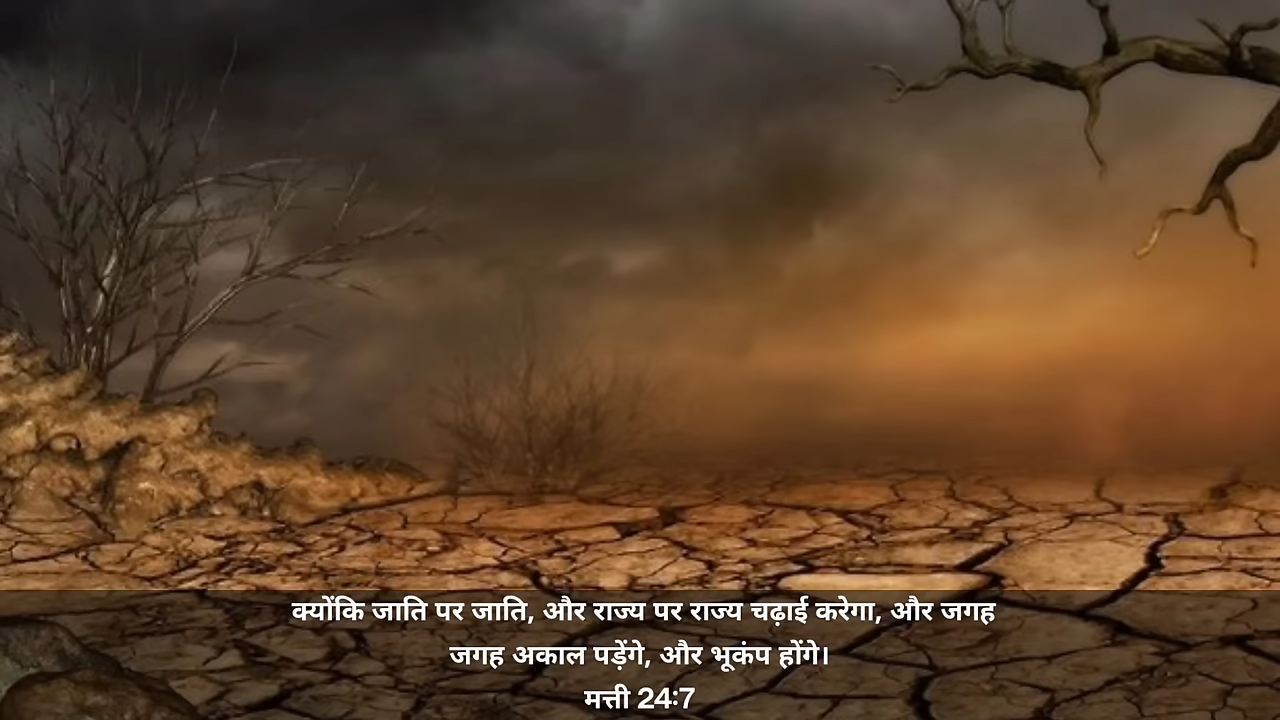 क्योंकि जाति पर जाति, और राज्य पर राज्य चढ़ाई करेगा, और जगह
जगह अकाल पड़ेंगे, और भूकंप होंगे।
मत्ती 24:7